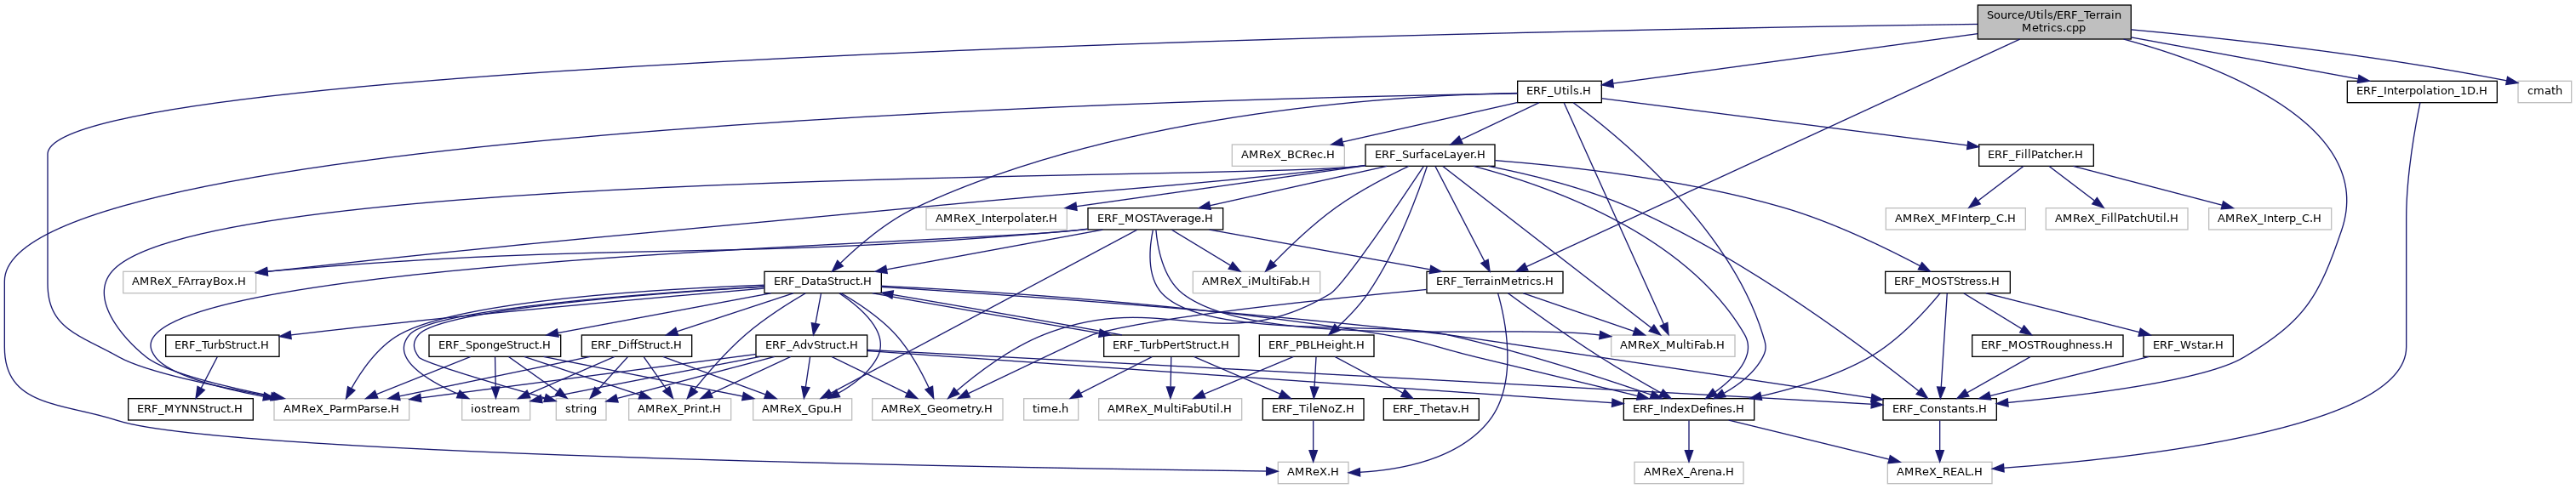 Source/Utils/ERF_Terrain
Metrics.cpp
ERF_Utils.H
ERF_Interpolation_1D.H
cmath
AMReX_BCRec.H
ERF_SurfaceLayer.H
ERF_FillPatcher.H
AMReX_Interpolater.H
ERF_MOSTAverage.H
AMReX_MFInterp_C.H
AMReX_FillPatchUtil.H
AMReX_Interp_C.H
AMReX_FArrayBox.H
ERF_DataStruct.H
AMReX_iMultiFab.H
ERF_TerrainMetrics.H
ERF_MOSTStress.H
ERF_TurbStruct.H
ERF_SpongeStruct.H
ERF_DiffStruct.H
ERF_AdvStruct.H
ERF_TurbPertStruct.H
ERF_PBLHeight.H
AMReX_MultiFab.H
ERF_MOSTRoughness.H
ERF_Wstar.H
ERF_MYNNStruct.H
AMReX_ParmParse.H
iostream
string
AMReX_Print.H
AMReX_Gpu.H
AMReX_Geometry.H
time.h
AMReX_MultiFabUtil.H
ERF_TileNoZ.H
ERF_Thetav.H
ERF_IndexDefines.H
ERF_Constants.H
AMReX.H
AMReX_Arena.H
AMReX_REAL.H